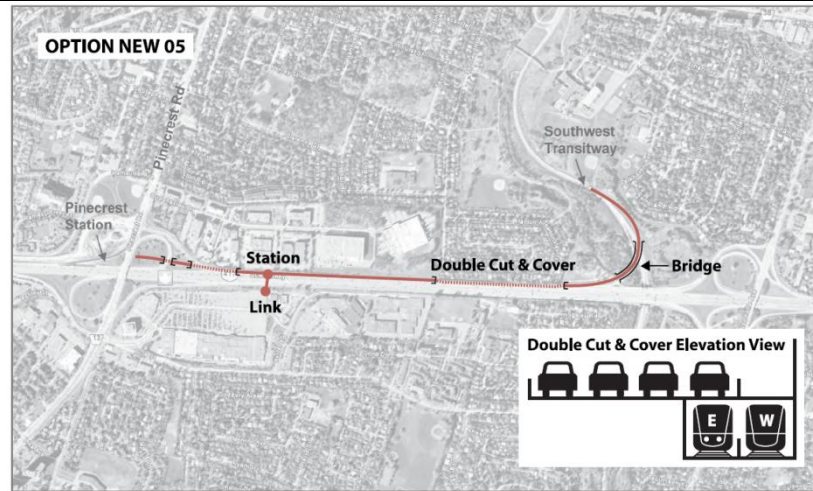 OPTION NEW 05
Pinecrest Rd
Southwest
Transitway
Pinecrest
Station
Station
Double Cut & Cover
Bridge
Link
Double Cut & Cover Elevation View
E
W